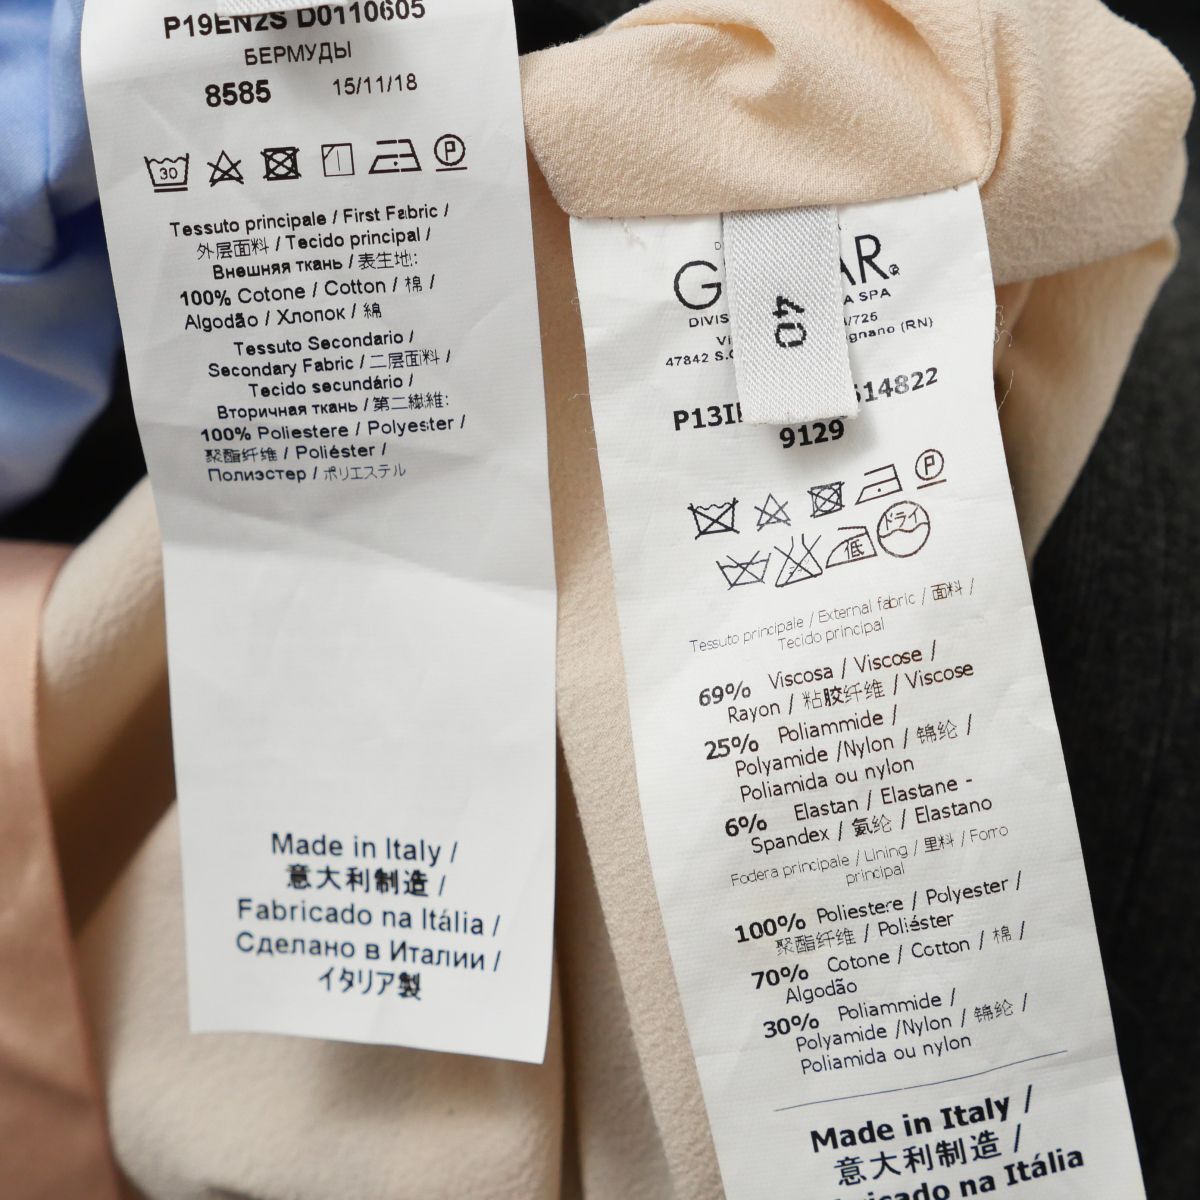 P19EN2S D0110605
БЕРМУДЫ
8585 15/11/18
30
P
Tessuto principale / First Fabric /
外层面料 / Tecido principal /
Внешняя ткань / 表生地:
100% Cotone / Cotton / 棉 /
Algodão / Хлопок / 綿
Tessuto Secondario /
Secondary Fabric / 二层面料 /
Tecido secundário /
Вторичная ткань / 第二繊維:
100% Poliestere / Polyester /
聚酯纤维 / Poliéster /
Полиэстер / ポリエステル
Made in Italy /
意大利制造 /
Fabricado na Itália /
Сделано в Италии /
イタリア製
40
SPA
47842
9129
P
低 ドライ
Tessuto principale / External fabric / 面料 /
Tecido principal
69% Viscosa / Viscose /
Rayon / 粘胶纤维 / Viscose
25% Poliammide /
Polyamide /Nylon / 锦纶 /
Poliamida ou nylon
6% Elastan / Elastane -
Spandex / 氨纶 / Elastano
Fodera principale / Lining / 里料 / Forro
principal
100% Poliestere / Polyester /
聚酯纤维 / Poliéster
70% Cotone / Cotton / 棉 /
Algodão
30% Poliammide /
Polyamide /Nylon / 锦纶 /
Poliamida ou nylon
Made in Italy /
意大利制造 /
na Itália